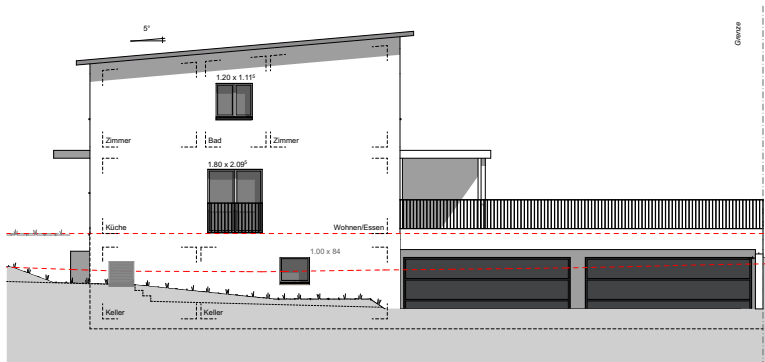 5°
Grenze
1.20 x 1.11⁵
Zimmer
Bad
Zimmer
1.80 x 2.09⁵
Küche
Wohnen/Essen
1.00 x 84
Keller
Keller